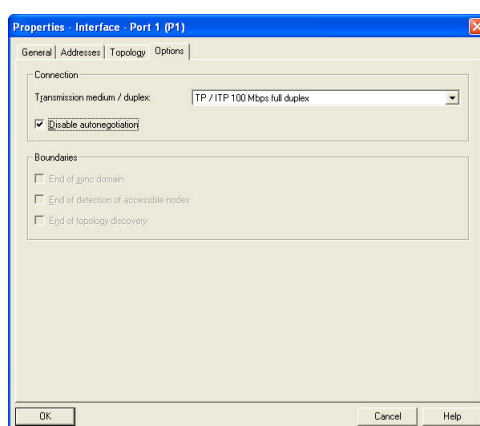 Properties - Interface - Port 1 (P1)
General Addresses Topology Options
Connection
Transmission medium / duplex: TP / ITP 100 Mbps full duplex
Disable autonegotiation
Boundaries
End of sync domain
End of detection of accessible nodes
End of topology discovery
OK Cancel Help